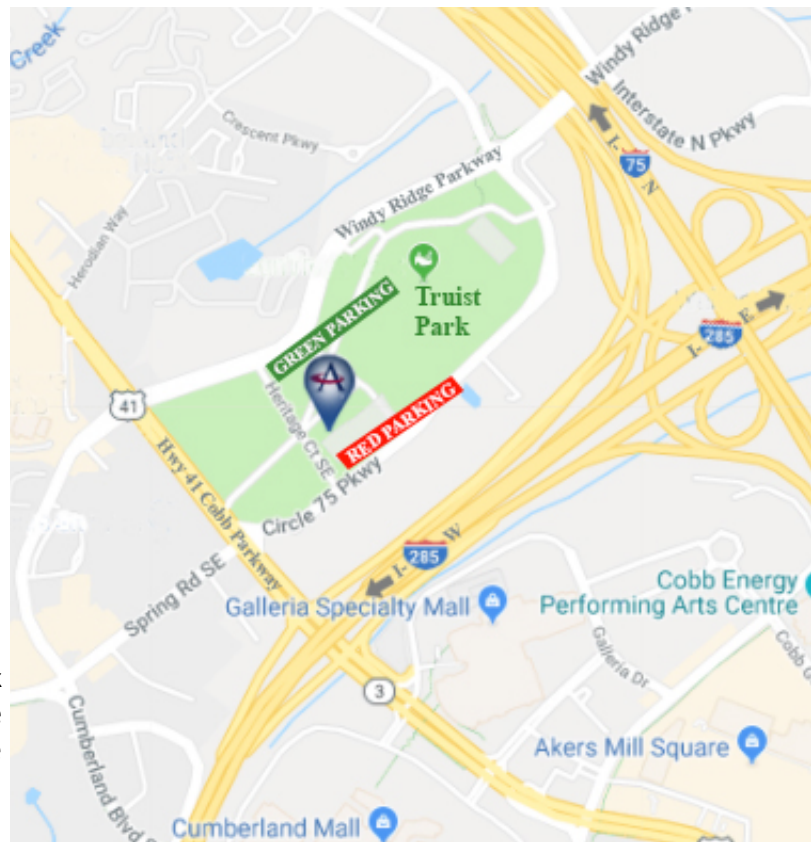 Creek
Windy Ridge
Interstate N Pkwy
Crescent Pkwy
I-
75
N
Windy Ridge Parkway
Herodian Way
Truist
Park
GREEN PARKING
I-
285
E
41
A
Heritage Ct SE
RED PARKING
Hwy 41 Cobb Parkway
Circle 75 Pkwy
I-
285
W
Spring Rd SE
Galleria Specialty Mall
Cobb Energy
Performing Arts Centre
Galleria Dr
Cobb G
3
Cumberland Blvd S
Akers Mill Square
Cumberland Mall